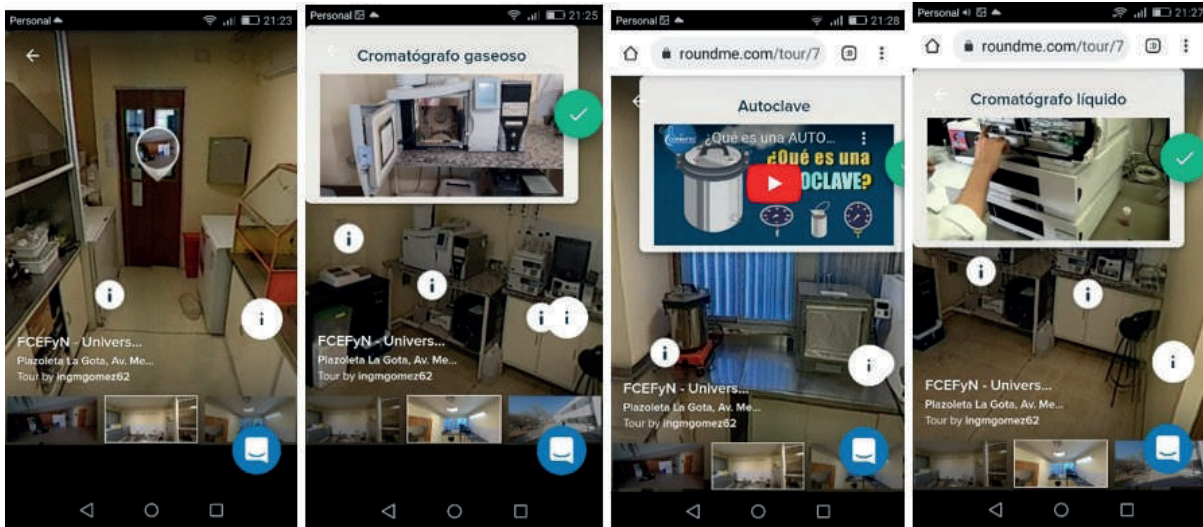 Personal
21:23
FCEFyN - Univers...
Plazoleta La Gota, Av. Me...
Tour by ingmgomez62
Personal
21:25
Cromatógrafo gaseoso
i
i
i
i
FCEFyN - Univers...
Plazoleta La Gota, Av. Me...
Tour by ingmgomez62
Personal
21:28
roundme.com/tour/7
:D
Autoclave
¿Qué es una AUTO...
¿Qué es una
OCLAVE?
i
i
FCEFyN - Univers...
Plazoleta La Gota, Av. Me...
Tour by ingmgomez62
Personal
21:27
roundme.com/tour/7
:D
Cromatógrafo líquido
i
i
i
FCEFyN - Univers...
Plazoleta La Gota, Av. Me...
Tour by ingmgomez62